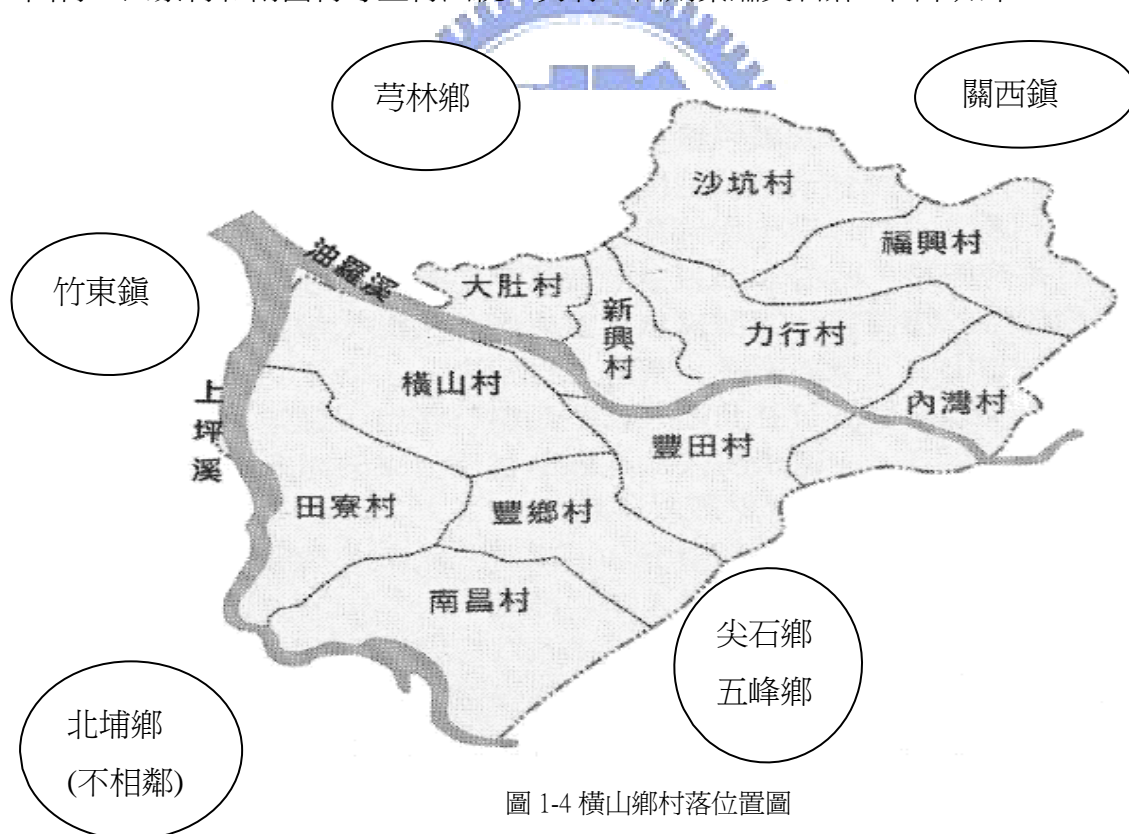 芎林鄉
關西鎮
沙坑村
福興村
油羅溪
大肚村
竹東鎮
新興村
力行村
橫山村
內灣村
上坪溪
豐田村
田寮村
豐鄉村
南昌村
尖石鄉
五峰鄉
北埔鄉
(不相鄰)
圖 1-4 橫山鄉村落位置圖